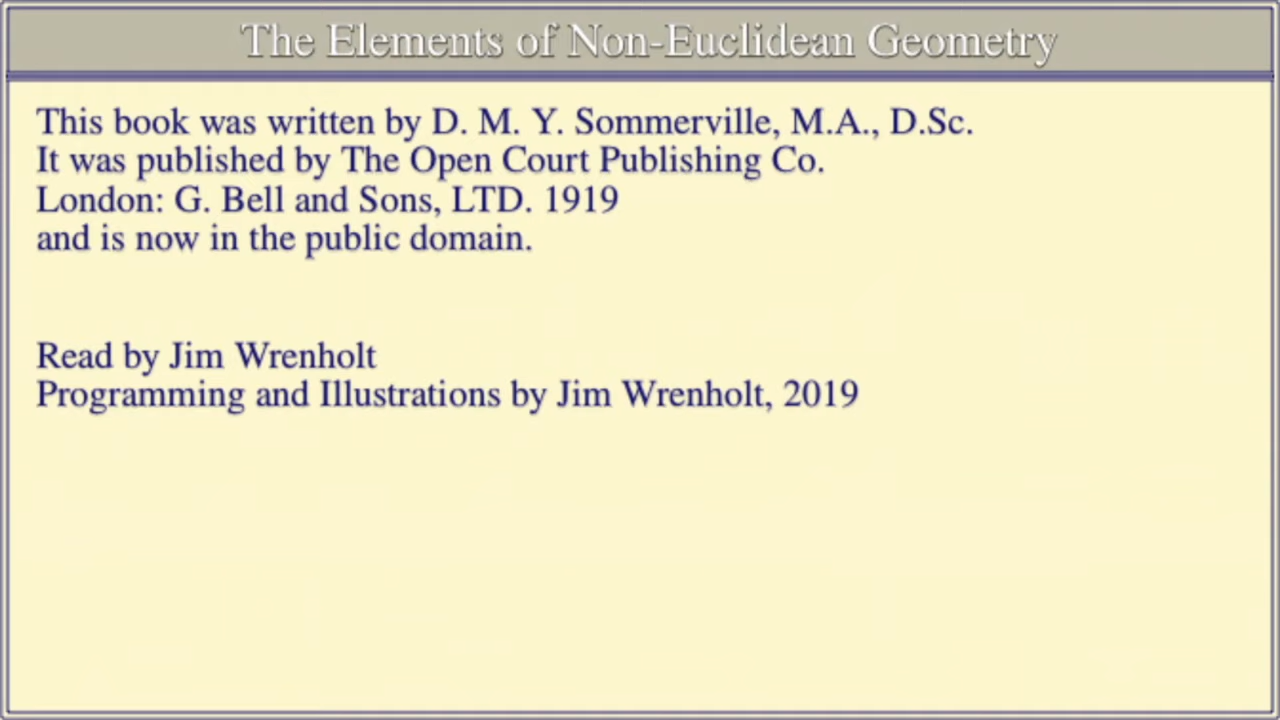 The Elements of Non-Euclidean Geometry
This book was written by D. M. Y. Sommerville, M.A., D.Sc.
It was published by The Open Court Publishing Co.
London: G. Bell and Sons, LTD. 1919
and is now in the public domain.
Read by Jim Wrenholt
Programming and Illustrations by Jim Wrenholt, 2019